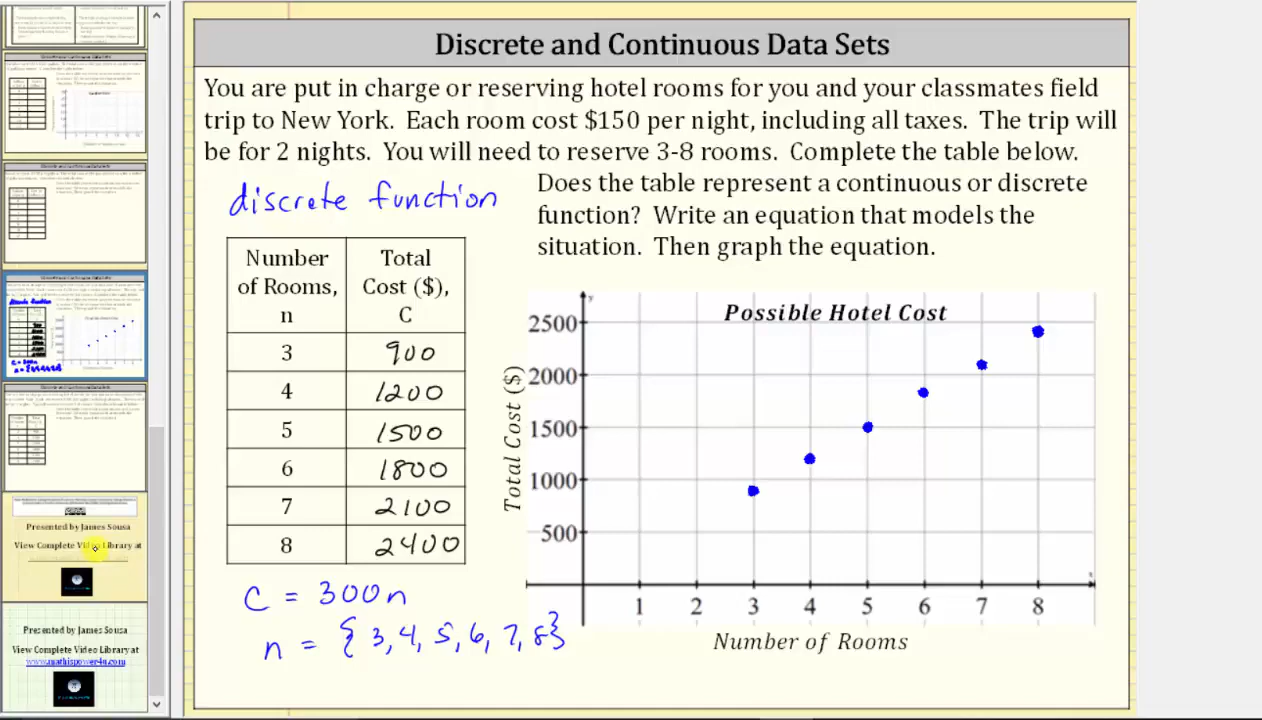 Discrete and Continuous Data Sets
You are put in charge or reserving hotel rooms for you and your classmates field
trip to New York. Each room cost $150 per night, including all taxes. The trip will
be for 2 nights. You will need to reserve 3-8 rooms. Complete the table below.
discrete function
Does the table represent a continuous or discrete
function? Write an equation that models the
situation. Then graph the equation.
Number of Rooms, n
Total Cost ($), C
3 900
4 1200
5 1500
6 1800
7 2100
8 2400
C = 300n
n = {3, 4, 5, 6, 7, 8}
Possible Hotel Cost
y
2500
2000
1500
1000
500
x
1 2 3 4 5 6 7 8
Total Cost ($)
Number of Rooms
Presented by James Sousa
View Complete Video Library at
Presented by James Sousa
View Complete Video Library at
www.mathispower4u.com